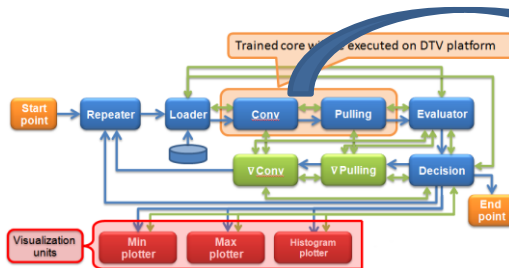 Trained core w e executed on DTV platform
Start
point
Repeater
Loader
Conv
Pulling
Evaluator
∇Conv
∇Pulling
Decision
End
point
Visualization
units
Min
plotter
Max
plotter
Histogram
plotter